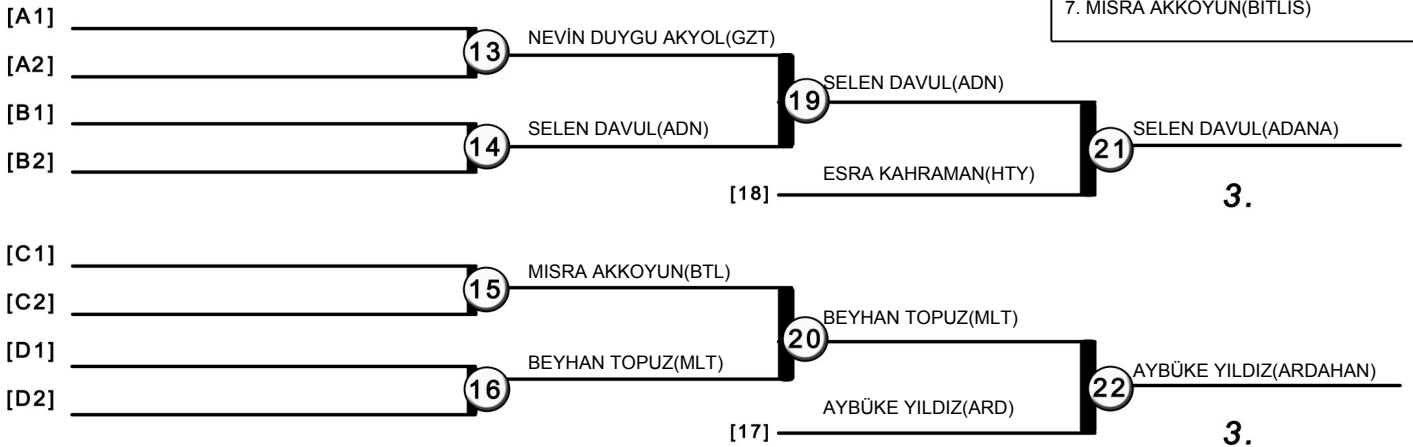 7. MISRA AKKOYUN(BİTLİS)
[A1]
13
NEVİN DUYGU AKYOL(GZT)
[A2]
19
SELEN DAVUL(ADN)
[B1]
14
SELEN DAVUL(ADN)
[B2]
21
SELEN DAVUL(ADANA)
ESRA KAHRAMAN(HTY)
[18]
3.
[C1]
15
MISRA AKKOYUN(BTL)
[C2]
20
BEYHAN TOPUZ(MLT)
[D1]
16
BEYHAN TOPUZ(MLT)
[D2]
22
AYBÜKE YILDIZ(ARDAHAN)
AYBÜKE YILDIZ(ARD)
[17]
3.